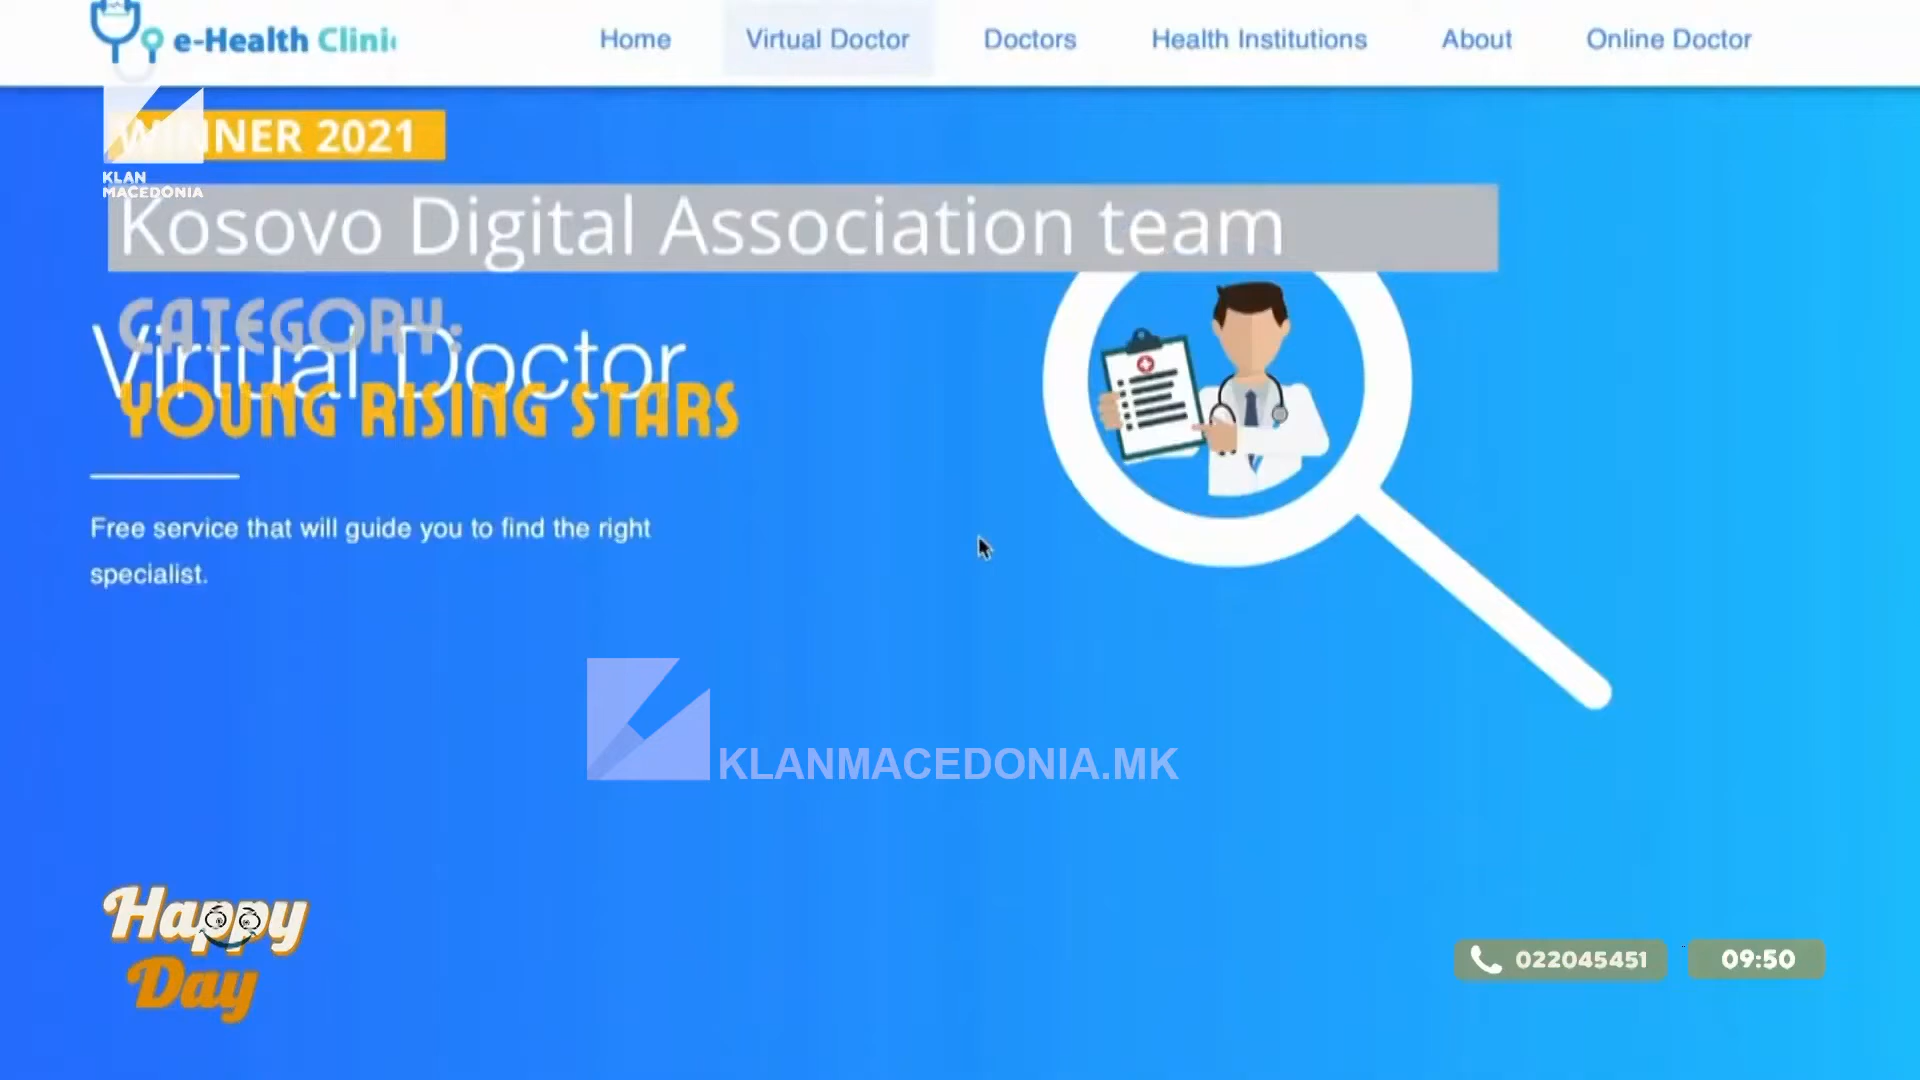 e-Health Clinic
Home
Virtual Doctor
Doctors
Health Institutions
About
Online Doctor
WINNER 2021
KLAN
MACEDONIA
Kosovo Digital Association team
CATEGORY:
Virtual Doctor
YOUNG RISING STARS
Free service that will guide you to find the right
specialist.
KLANMACEDONIA.MK
Happy
Day
022045451
09:50